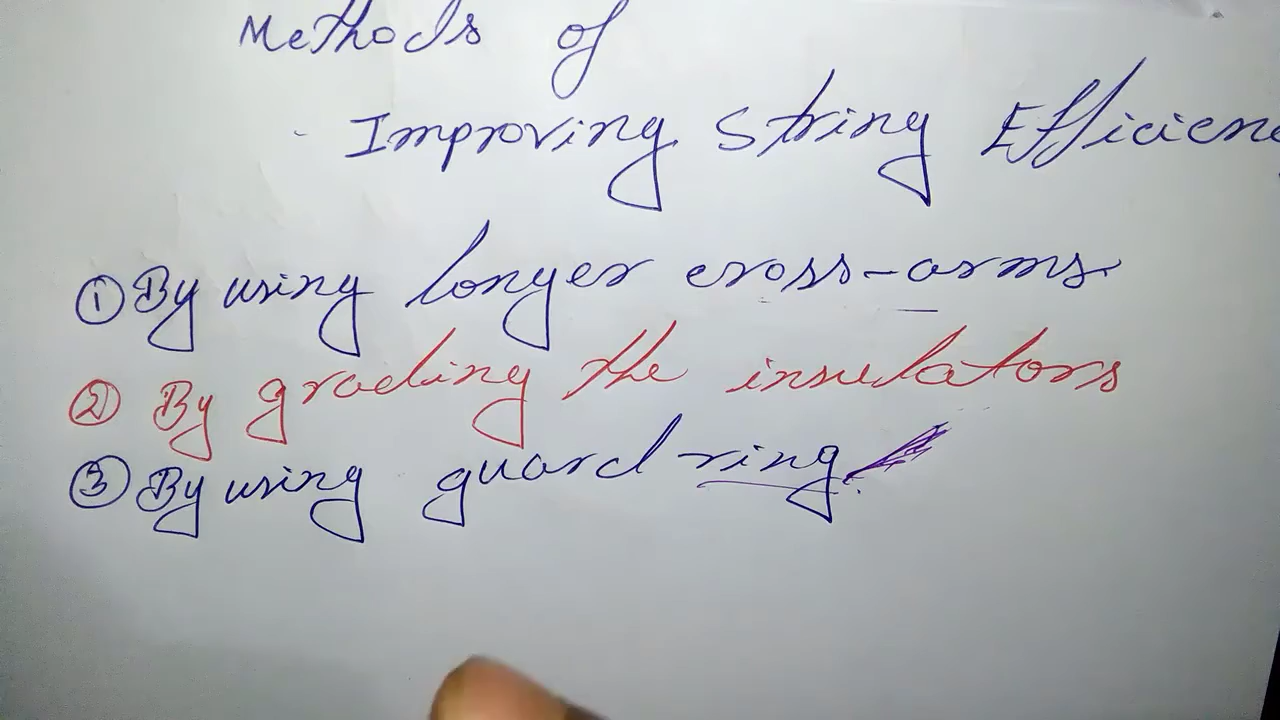 Methods of
Improving String Efficien
① By using longer cross-arms.
② By grading the insulators
③ By using guard ring